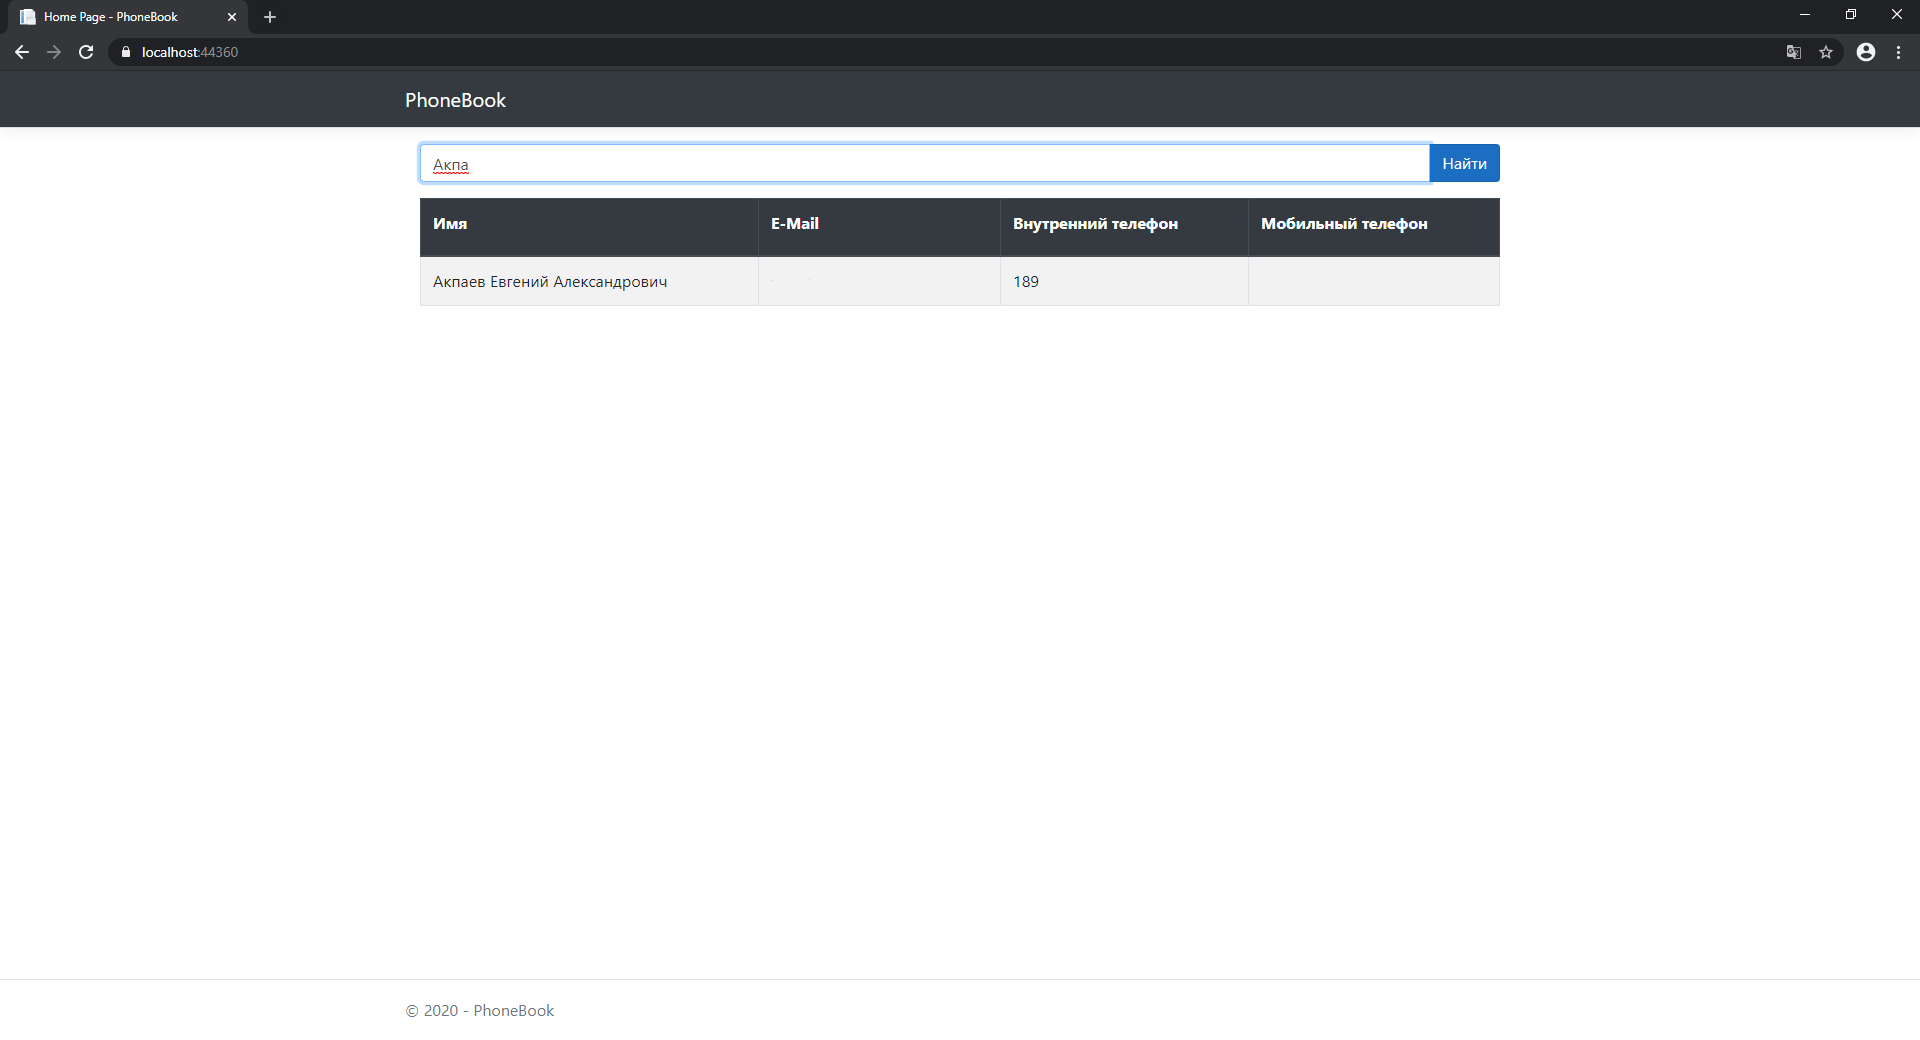 Home Page - PhoneBook
localhost:44360
PhoneBook
Акпа
Найти
Имя E-Mail Внутренний телефон Мобильный телефон
Акпаев Евгений Александрович 189
© 2020 - PhoneBook